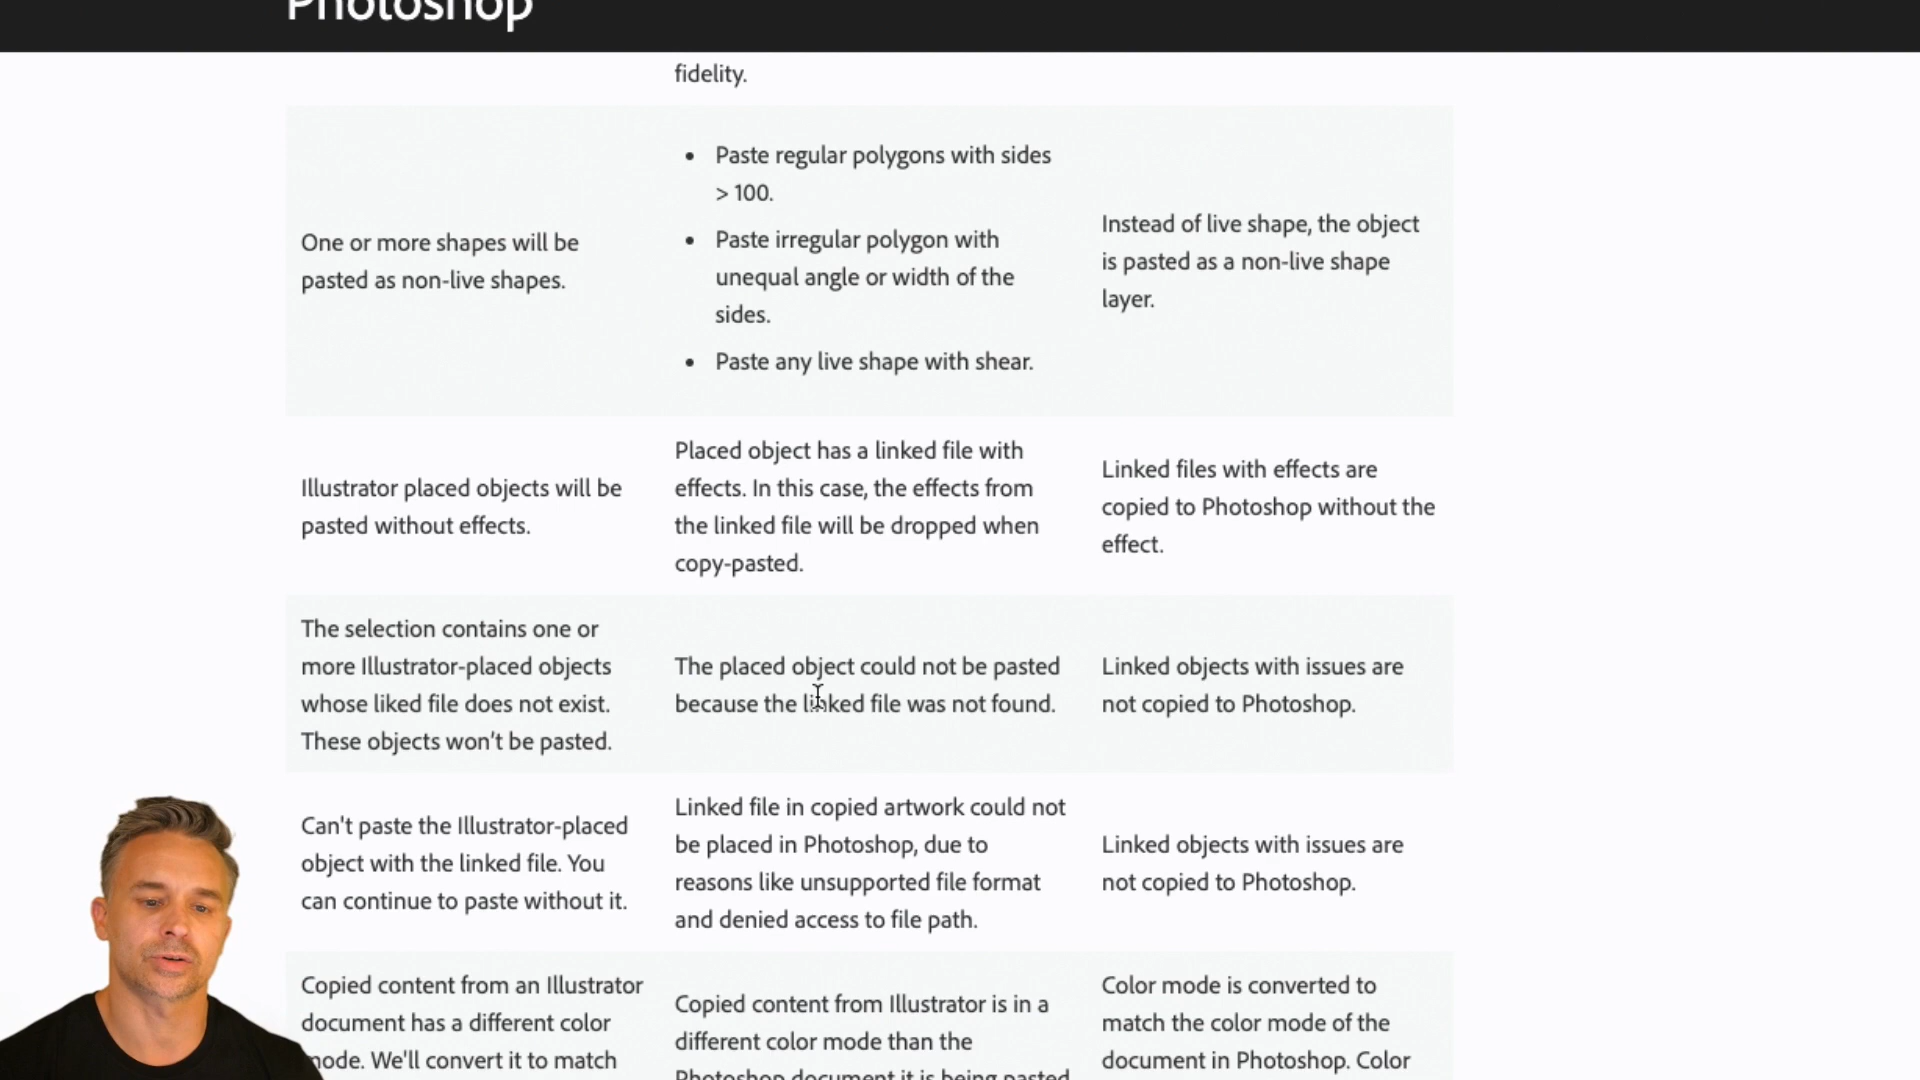 Photoshop
fidelity.
One or more shapes will be
pasted as non-live shapes.
• Paste regular polygons with sides
> 100.
• Paste irregular polygon with
unequal angle or width of the
sides.
• Paste any live shape with shear.
Instead of live shape, the object
is pasted as a non-live shape
layer.
Illustrator placed objects will be
pasted without effects.
Placed object has a linked file with
effects. In this case, the effects from
the linked file will be dropped when
copy-pasted.
Linked files with effects are
copied to Photoshop without the
effect.
The selection contains one or
more Illustrator-placed objects
whose liked file does not exist.
These objects won't be pasted.
The placed object could not be pasted
because the linked file was not found.
Linked objects with issues are
not copied to Photoshop.
Can't paste the Illustrator-placed
object with the linked file. You
can continue to paste without it.
Linked file in copied artwork could not
be placed in Photoshop, due to
reasons like unsupported file format
and denied access to file path.
Linked objects with issues are
not copied to Photoshop.
Copied content from an Illustrator
document has a different color
mode. We'll convert it to match
Copied content from Illustrator is in a
different color mode than the
Photoshop document it is being pasted
Color mode is converted to
match the color mode of the
document in Photoshop. Color